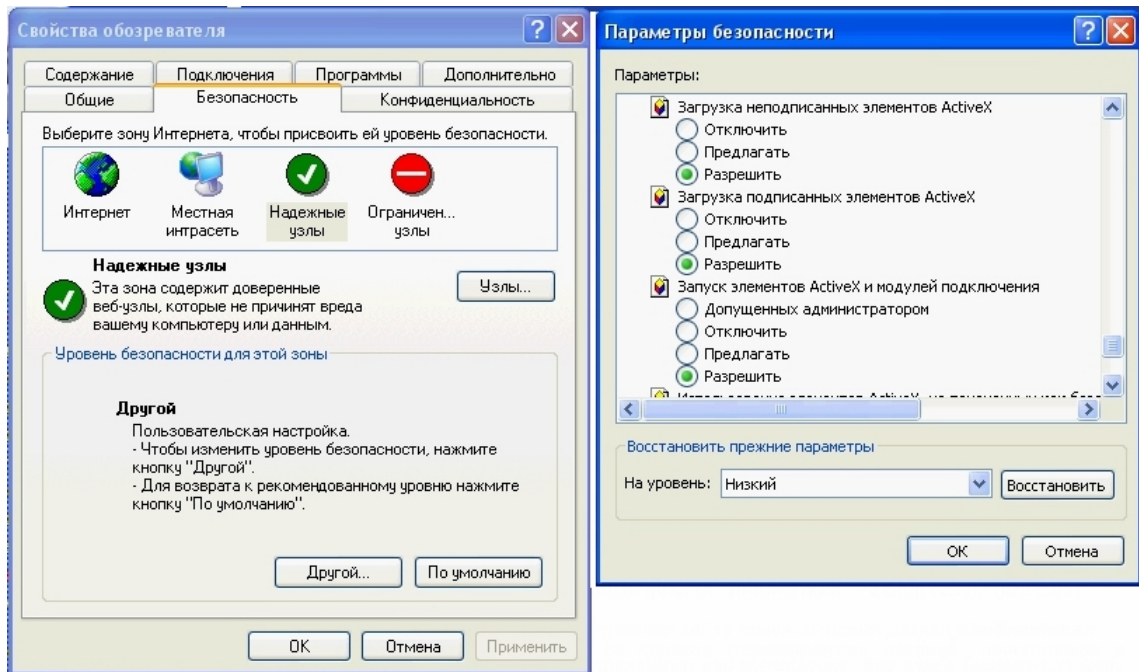 Свойства обозревателя
Содержание Подключения Программы Дополнительно
Общие Безопасность Конфиденциальность
Выберите зону Интернета, чтобы присвоить ей уровень безопасности.
Интернет
Местная
интрасеть
Надежные
узлы
Ограничен...
узлы
Надежные узлы
Эта зона содержит доверенные
веб-узлы, которые не причинят вреда
вашему компьютеру или данным.
Узлы...
Уровень безопасности для этой зоны
Другой
Пользовательская настройка.
- Чтобы изменить уровень безопасности, нажмите
кнопку "Другой".
- Для возврата к рекомендованному уровню нажмите
кнопку "По умолчанию".
Другой... По умолчанию
OK Отмена Применить
Параметры безопасности
Параметры:
Загрузка неподписанных элементов ActiveX
Отключить
Предлагать
Разрешить
Загрузка подписанных элементов ActiveX
Отключить
Предлагать
Разрешить
Запуск элементов ActiveX и модулей подключения
Допущенных администратором
Отключить
Предлагать
Разрешить
Восстановить прежние параметры
На уровень: Низкий Восстановить
OK Отмена